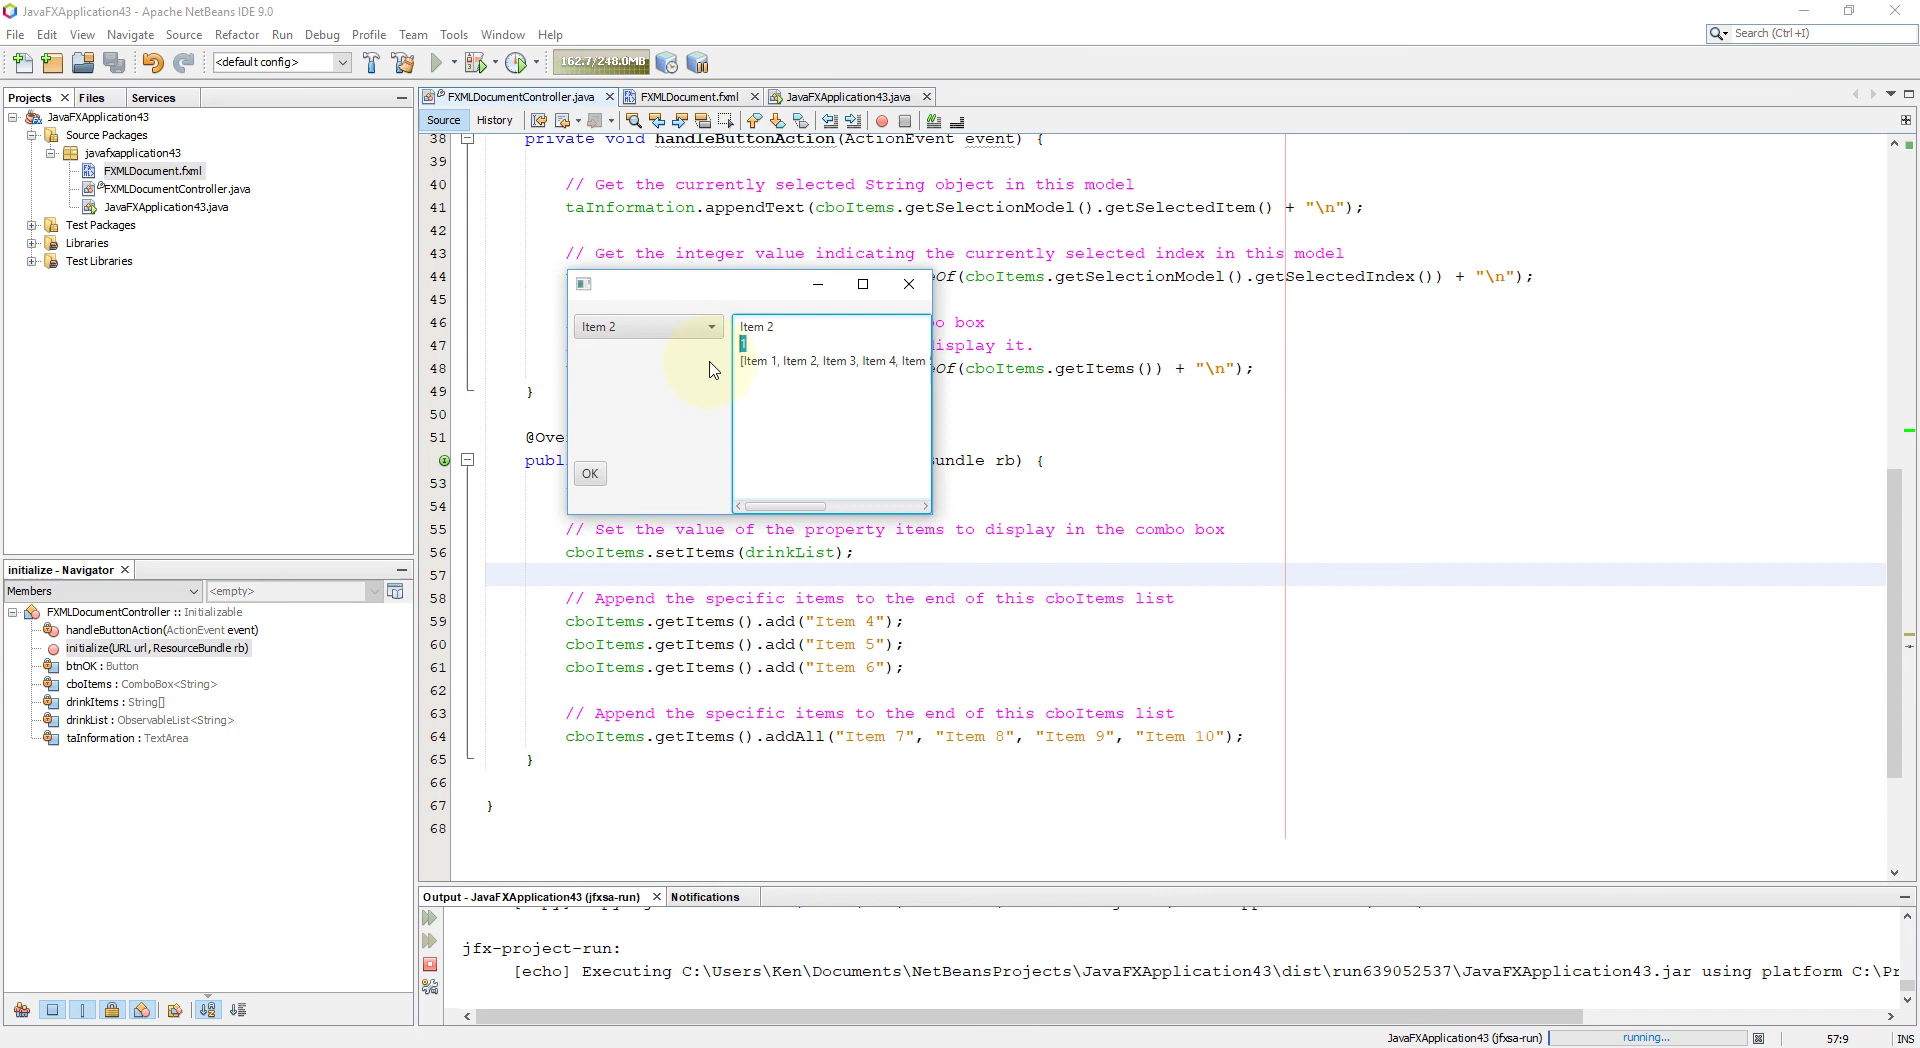 JavaFXApplication43 - Apache NetBeans IDE 9.0
File Edit View Navigate Source Refactor Run Debug Profile Team Tools Window Help
Search (Ctrl+I)
<default config>
162.7/248.0MB
Projects Files Services
JavaFXApplication43
Source Packages
javafxapplication43
FXMLDocument.fxml
FXMLDocumentController.java
JavaFXApplication43.java
Test Packages
Libraries
Test Libraries
initialize - Navigator
Members <empty>
FXMLDocumentController :: Initializable
handleButtonAction(ActionEvent event)
initialize(URL url, ResourceBundle rb)
btnOK : Button
cboItems : ComboBox<String>
drinkItems : String[]
drinkList : ObservableList<String>
taInformation : TextArea
FXMLDocumentController.java FXMLDocument.fxml JavaFXApplication43.java
Source History
38 private void handleButtonAction(ActionEvent event) {
39
40 // Get the currently selected String object in this model
41 taInformation.appendText(cboItems.getSelectionModel().getSelectedItem() + "\n");
42
43 // Get the integer value indicating the currently selected index in this model
44 Of(cboItems.getSelectionModel().getSelectedIndex()) + "\n");
45
46 o box
47 isplay it.
48 Of(cboItems.getItems()) + "\n");
49 }
50
51 @Ove
publ undle rb) {
53
54
55 // Set the value of the property items to display in the combo box
56 cboItems.setItems(drinkList);
57
58 // Append the specific items to the end of this cboItems list
59 cboItems.getItems().add("Item 4");
60 cboItems.getItems().add("Item 5");
61 cboItems.getItems().add("Item 6");
62
63 // Append the specific items to the end of this cboItems list
64 cboItems.getItems().addAll("Item 7", "Item 8", "Item 9", "Item 10");
65 }
66
67 }
68
Item 2
OK
Item 2
1
[Item 1, Item 2, Item 3, Item 4, Item
Output - JavaFXApplication43 (jfxsa-run) Notifications
jfx-project-run:
[echo] Executing C:\Users\Ken\Documents\NetBeansProjects\JavaFXApplication43\dist\run639052537\JavaFXApplication43.jar using platform C:\Pr
JavaFXApplication43 (jfxsa-run) running... 57:9 INS